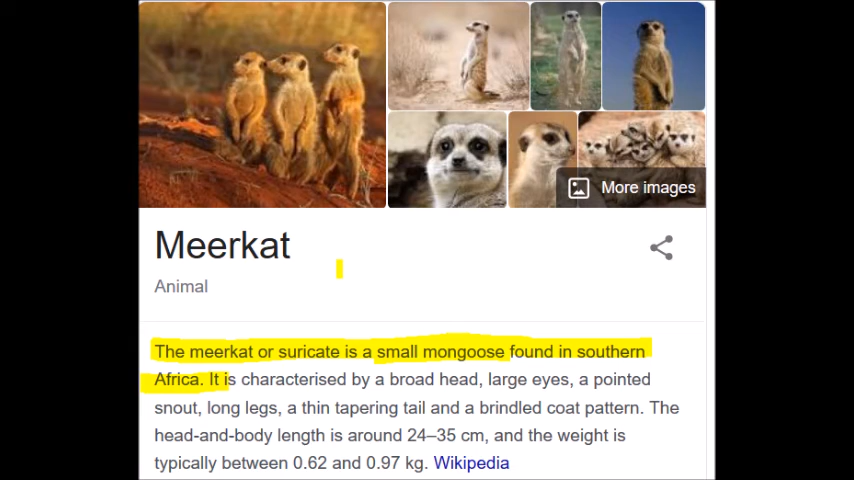 More images
Meerkat
Animal
The meerkat or suricate is a small mongoose found in southern
Africa. It is characterised by a broad head, large eyes, a pointed
snout, long legs, a thin tapering tail and a brindled coat pattern. The
head-and-body length is around 24–35 cm, and the weight is
typically between 0.62 and 0.97 kg. Wikipedia